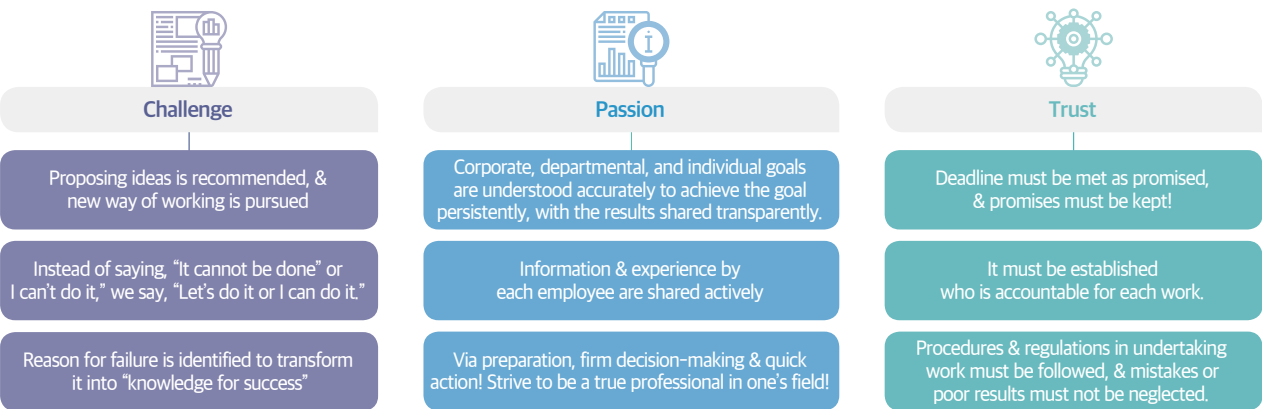 Challenge
Proposing ideas is recommended, &
new way of working is pursued
Instead of saying, “It cannot be done” or
I can’t do it,” we say, “Let’s do it or I can do it.”
Reason for failure is identified to transform
it into “knowledge for success”
Passion
Corporate, departmental, and individual goals
are understood accurately to achieve the goal
persistently, with the results shared transparently.
Information & experience by
each employee are shared actively
Via preparation, firm decision-making & quick
action! Strive to be a true professional in one’s field!
Trust
Deadline must be met as promised,
& promises must be kept!
It must be established
who is accountable for each work.
Procedures & regulations in undertaking
work must be followed, & mistakes or
poor results must not be neglected.